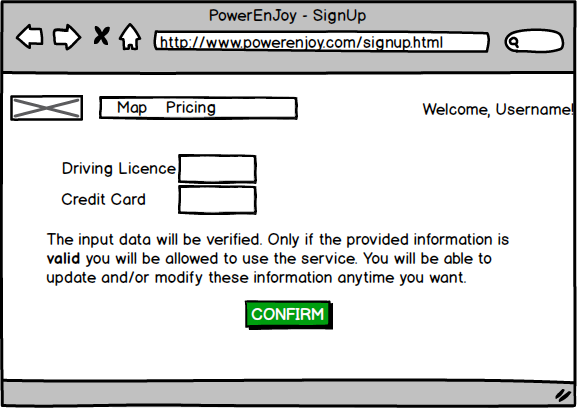 PowerEnJoy - SignUp
http://www.powerenjoy.com/signup.html
Map Pricing
Welcome, Username!
Driving Licence
Credit Card
The input data will be verified. Only if the provided information is
valid you will be allowed to use the service. You will be able to
update and/or modify these information anytime you want.
CONFIRM